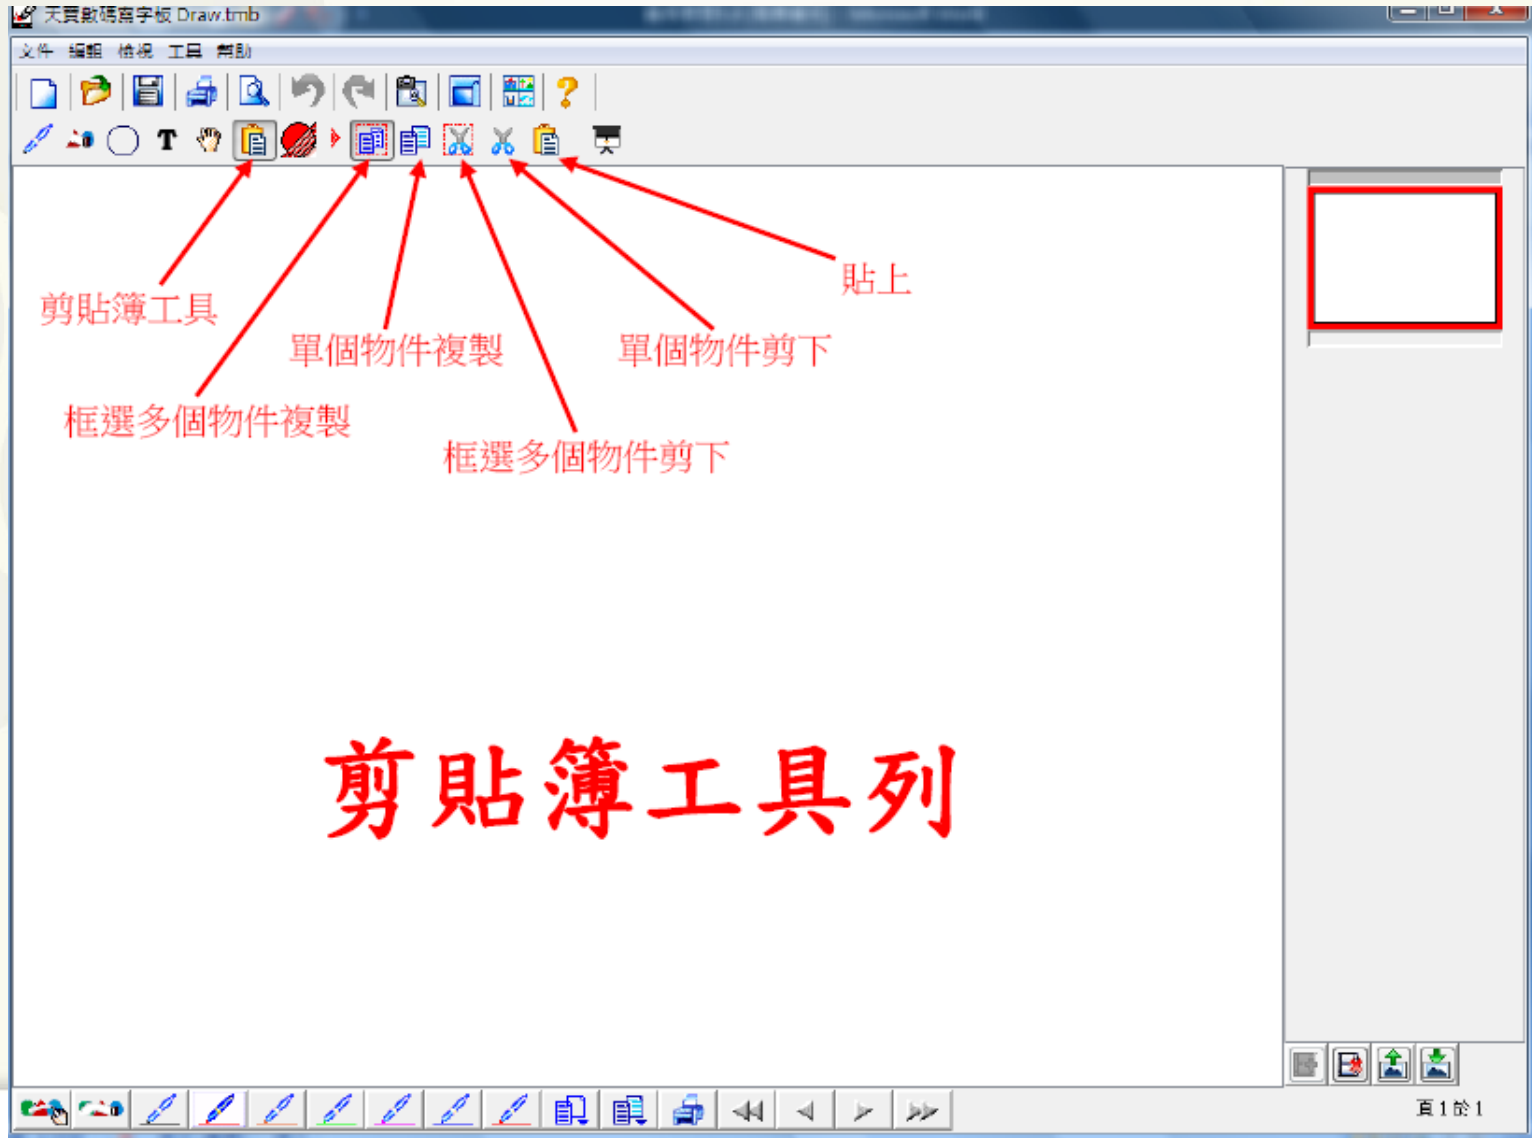 天貢數碼寫字板 Draw.tmb
文件 編輯 檢視 工具 幫助
T
貼上
剪貼簿工具
單個物件複製
單個物件剪下
框選多個物件複製
框選多個物件剪下
剪貼簿工具列
頁1於1